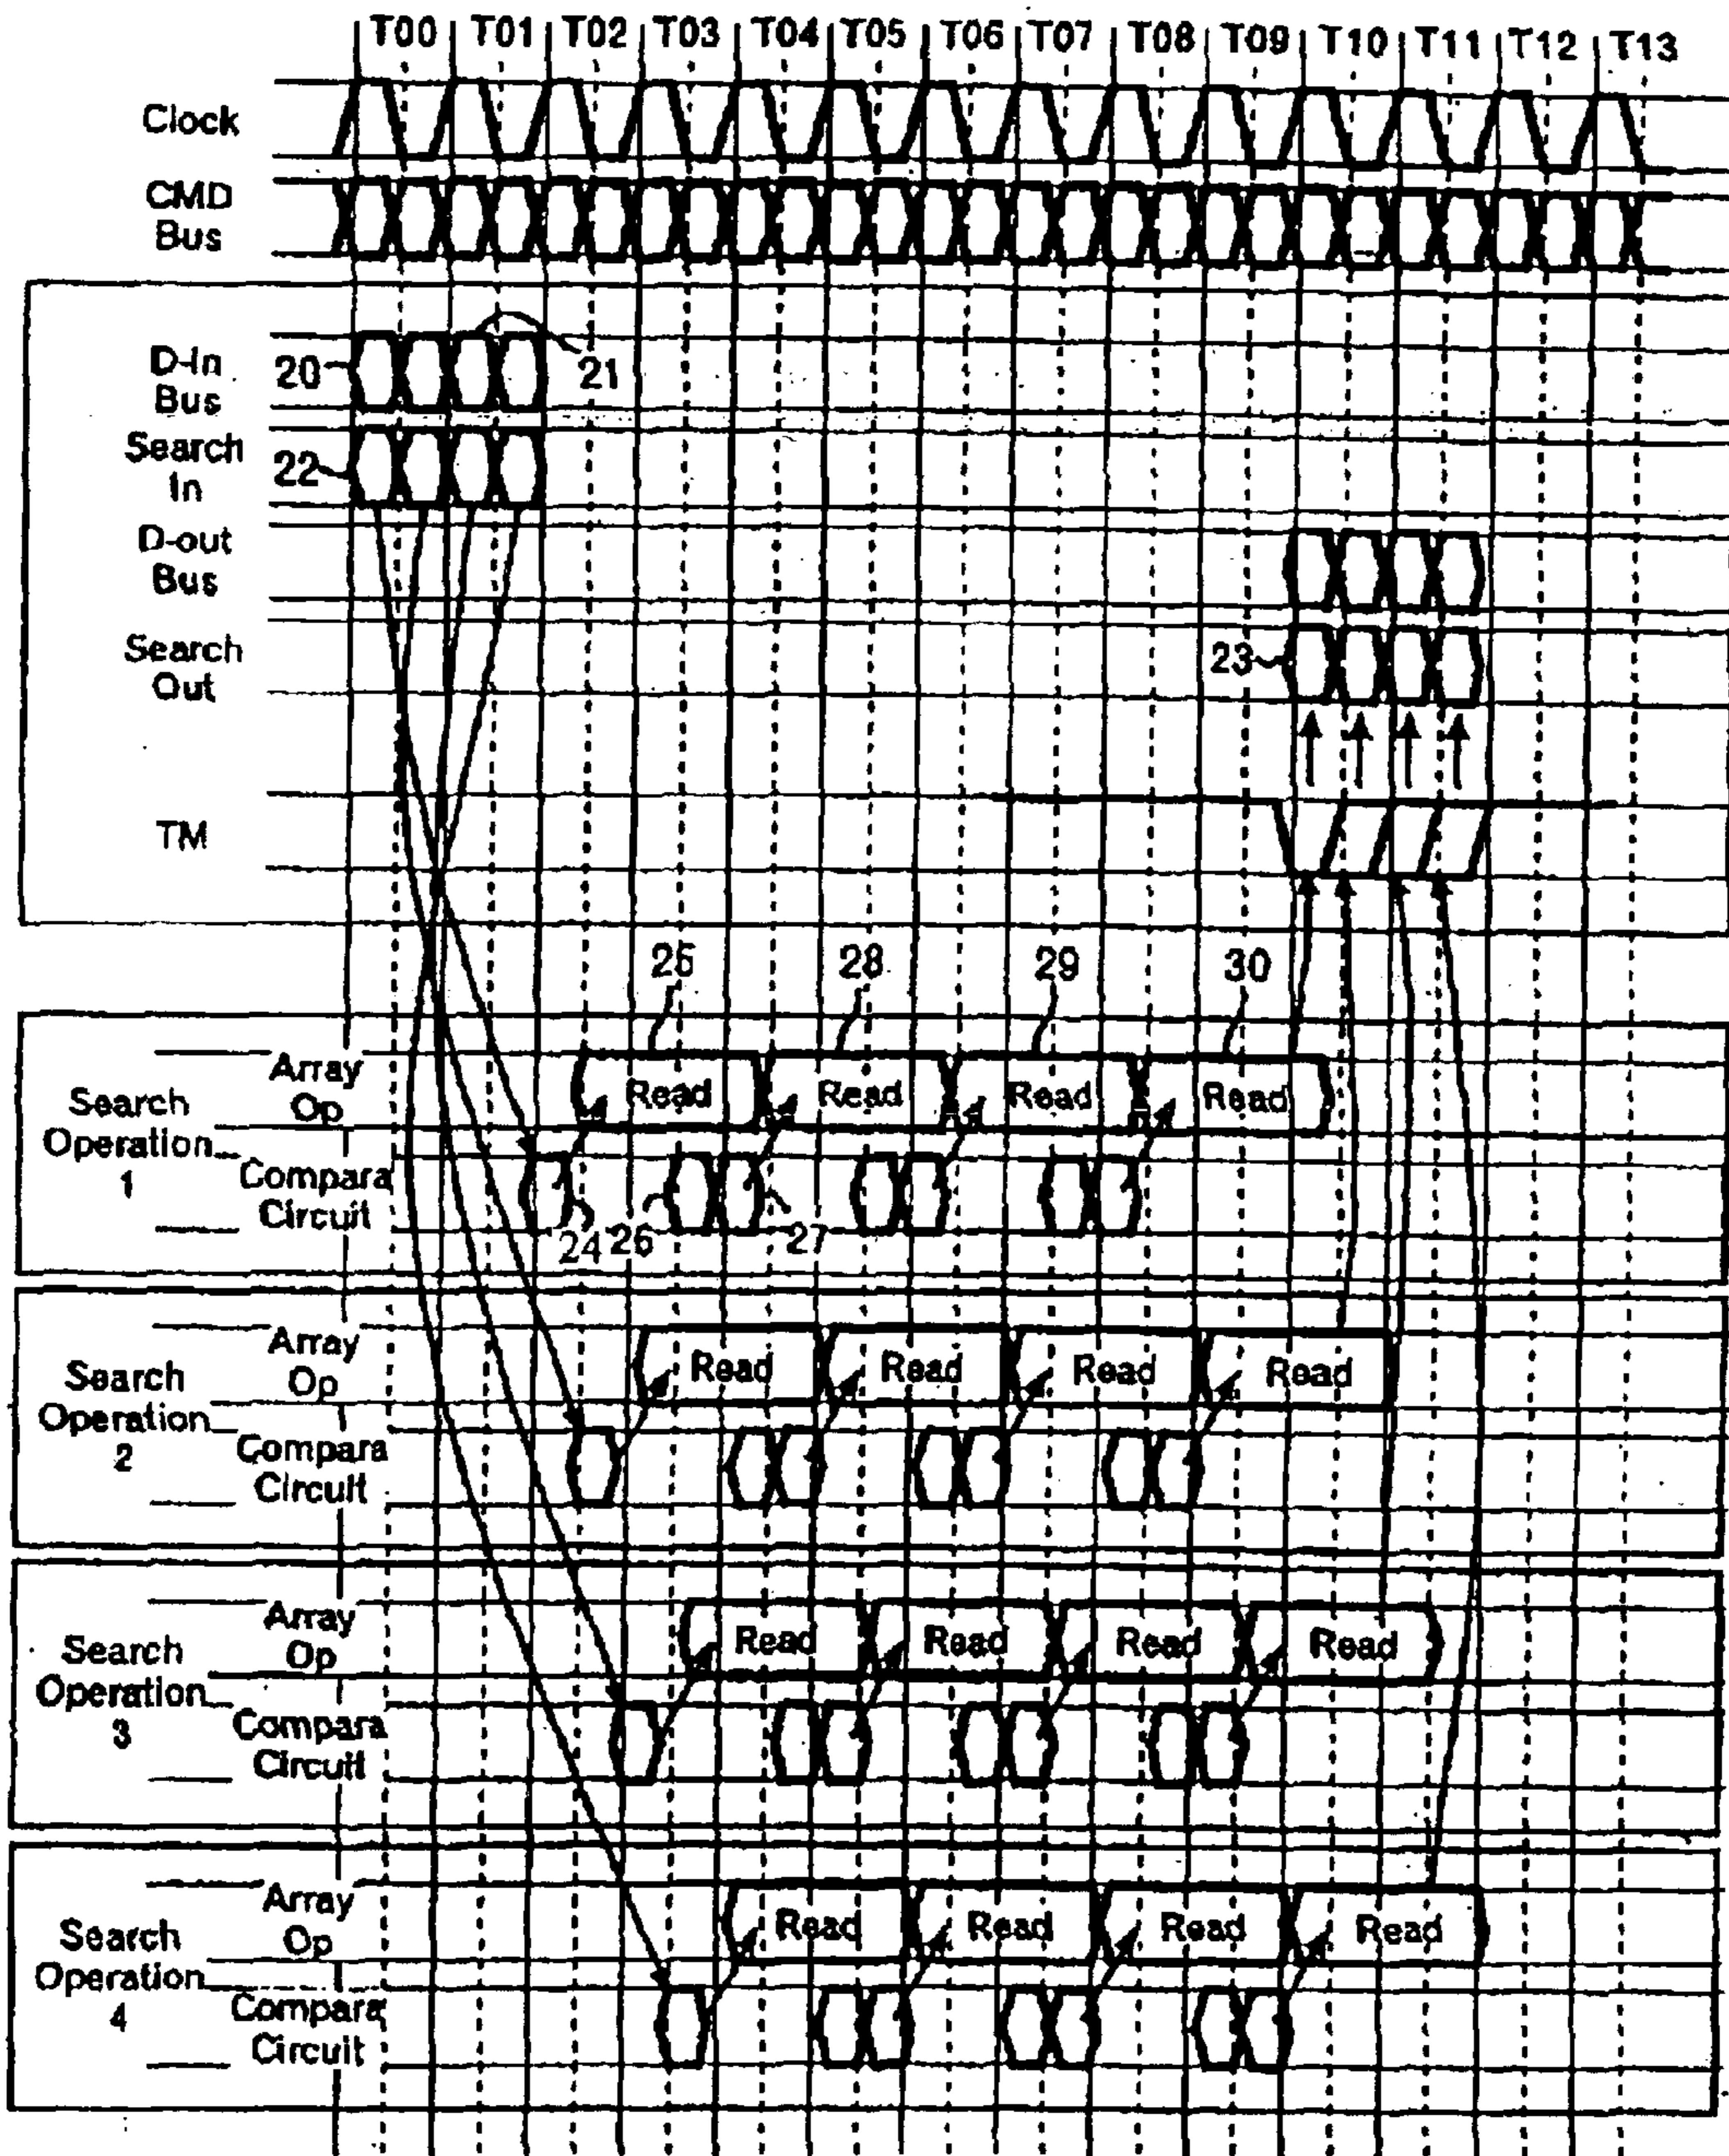 T00 T01 T02 T03 T04 T05 T06 T07 T08 T09 T10 T11 T12 T13
Clock
CMD
Bus
D-In
Bus
20
21
Search
In
22
D-out
Bus
Search
Out
23
TM
25 28 29 30
Search
Operation
1
Array
Op
Read Read Read Read
Compara
Circuit
24 26 27
Search
Operation
2
Array
Op
Read Read Read Read
Compara
Circuit
Search
Operation
3
Array
Op
Read Read Read Read
Compara
Circuit
Search
Operation
4
Array
Op
Read Read Read Read
Compara
Circuit